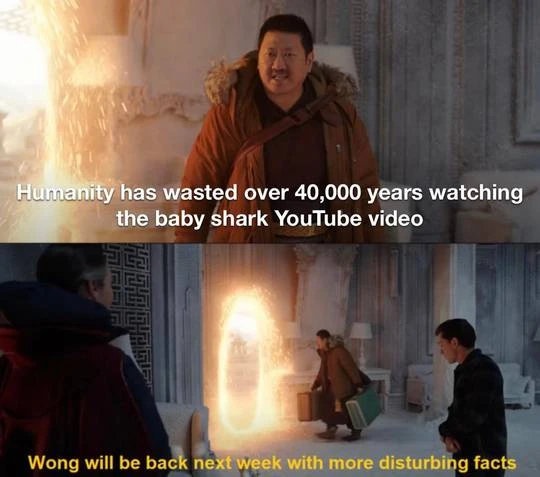 Humanity has wasted over 40,000 years watching
the baby shark YouTube video
Wong will be back next week with more disturbing facts